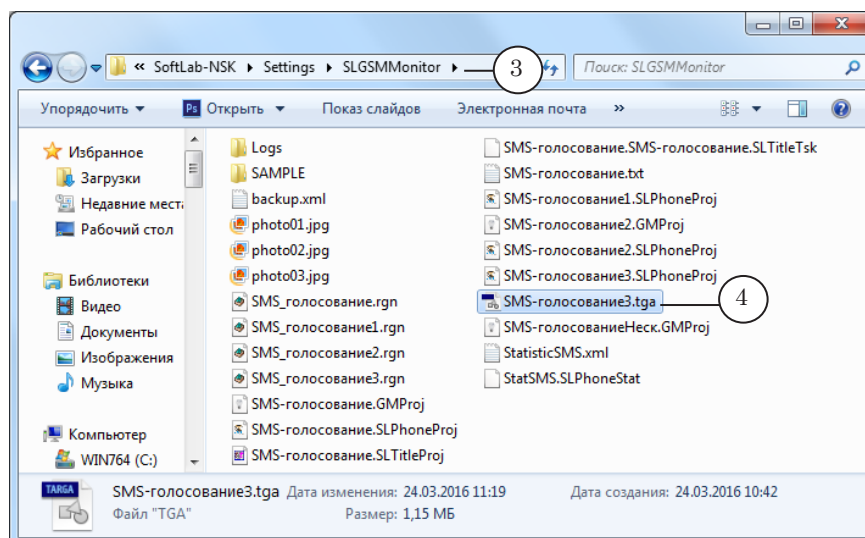 « SoftLab-NSK ▸ Settings ▸ SLGSMMonitor ▸ 3 Поиск: SLGSMMonitor
Упорядочить ▾ Ps Открыть ▾ Показ слайдов Электронная почта »
Избранное
Загрузки
Недавние места
Рабочий стол
Библиотеки
Видео
Документы
Изображения
Музыка
Компьютер
WIN764 (C:)
Logs
SAMPLE
backup.xml
photo01.jpg
photo02.jpg
photo03.jpg
SMS_голосование.rgn
SMS_голосование1.rgn
SMS_голосование2.rgn
SMS_голосование3.rgn
SMS-голосование.GMProj
SMS-голосование.SLPhoneProj
SMS-голосование.SLTitleProj
SMS-голосование.SMS-голосование.SLTitleTsk
SMS-голосование.txt
SMS-голосование1.SLPhoneProj
SMS-голосование2.GMProj
SMS-голосование2.SLPhoneProj
SMS-голосование3.SLPhoneProj
SMS-голосование3.tga 4
SMS-голосованиеНеск.GMProj
StatisticSMS.xml
StatSMS.SLPhoneStat
TARGA
SMS-голосование3.tga Дата изменения: 24.03.2016 11:19 Дата создания: 24.03.2016 10:42
Файл "TGA" Размер: 1,15 МБ